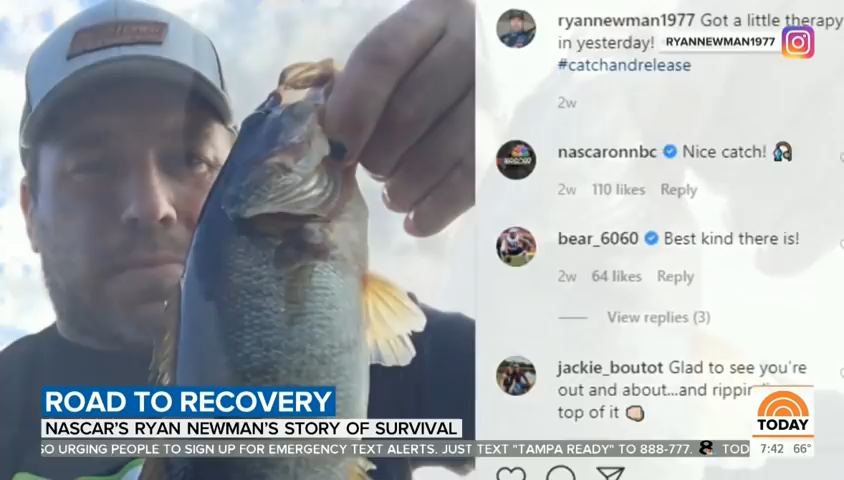 ryannewman1977 Got a little therapy
in yesterday!
RYANNEWMAN1977
#catchandrelease
2w
nascaronnbc Nice catch!
2w 110 likes Reply
bear_6060 Best kind there is!
2w 64 likes Reply
View replies (3)
jackie_boutot Glad to see you're
out and about...and
top of it
ROAD TO RECOVERY
NASCAR'S RYAN NEWMAN'S STORY OF SURVIVAL
TODAY
URGING PEOPLE TO SIGN UP FOR EMERGENCY TEXT ALERTS. JUST TEXT "TAMPA READY" TO 888-777. 8 TOD
7:42 66°